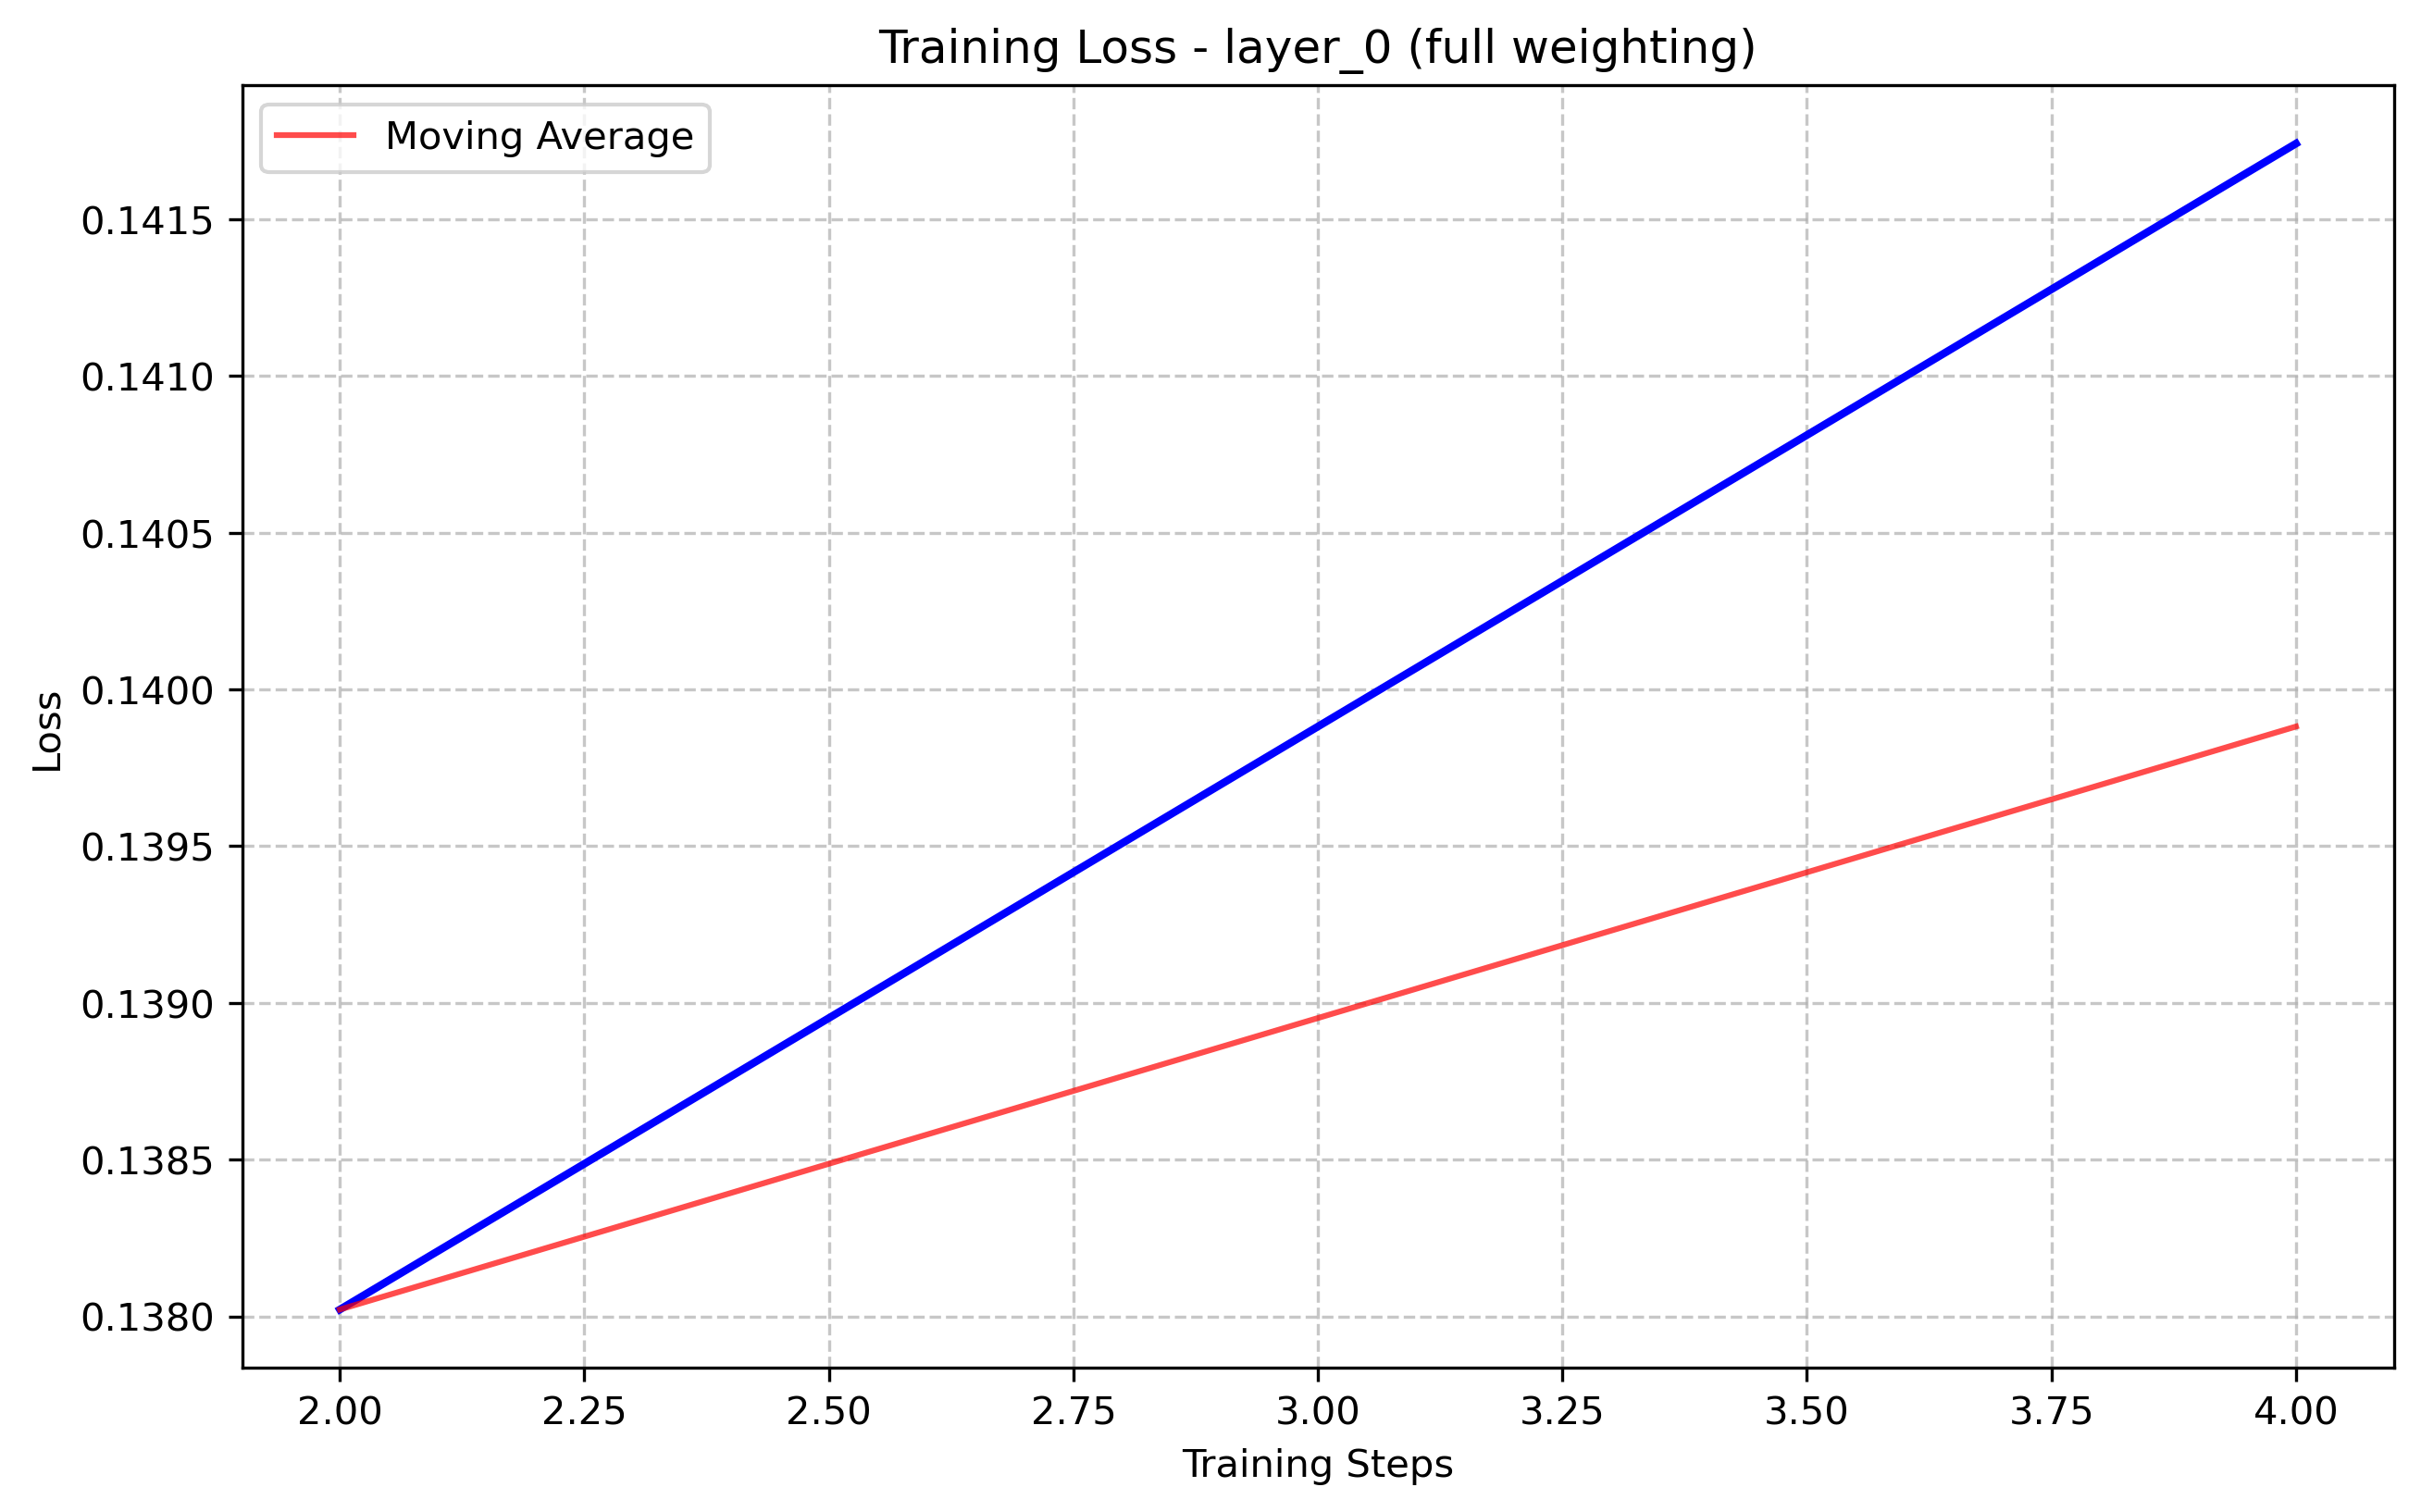 Training Loss - layer_0 (full weighting)
Moving Average
0.1415
0.1410
0.1405
0.1400
0.1395
0.1390
0.1385
0.1380
Loss
2.00 2.25 2.50 2.75 3.00 3.25 3.50 3.75 4.00
Training Steps